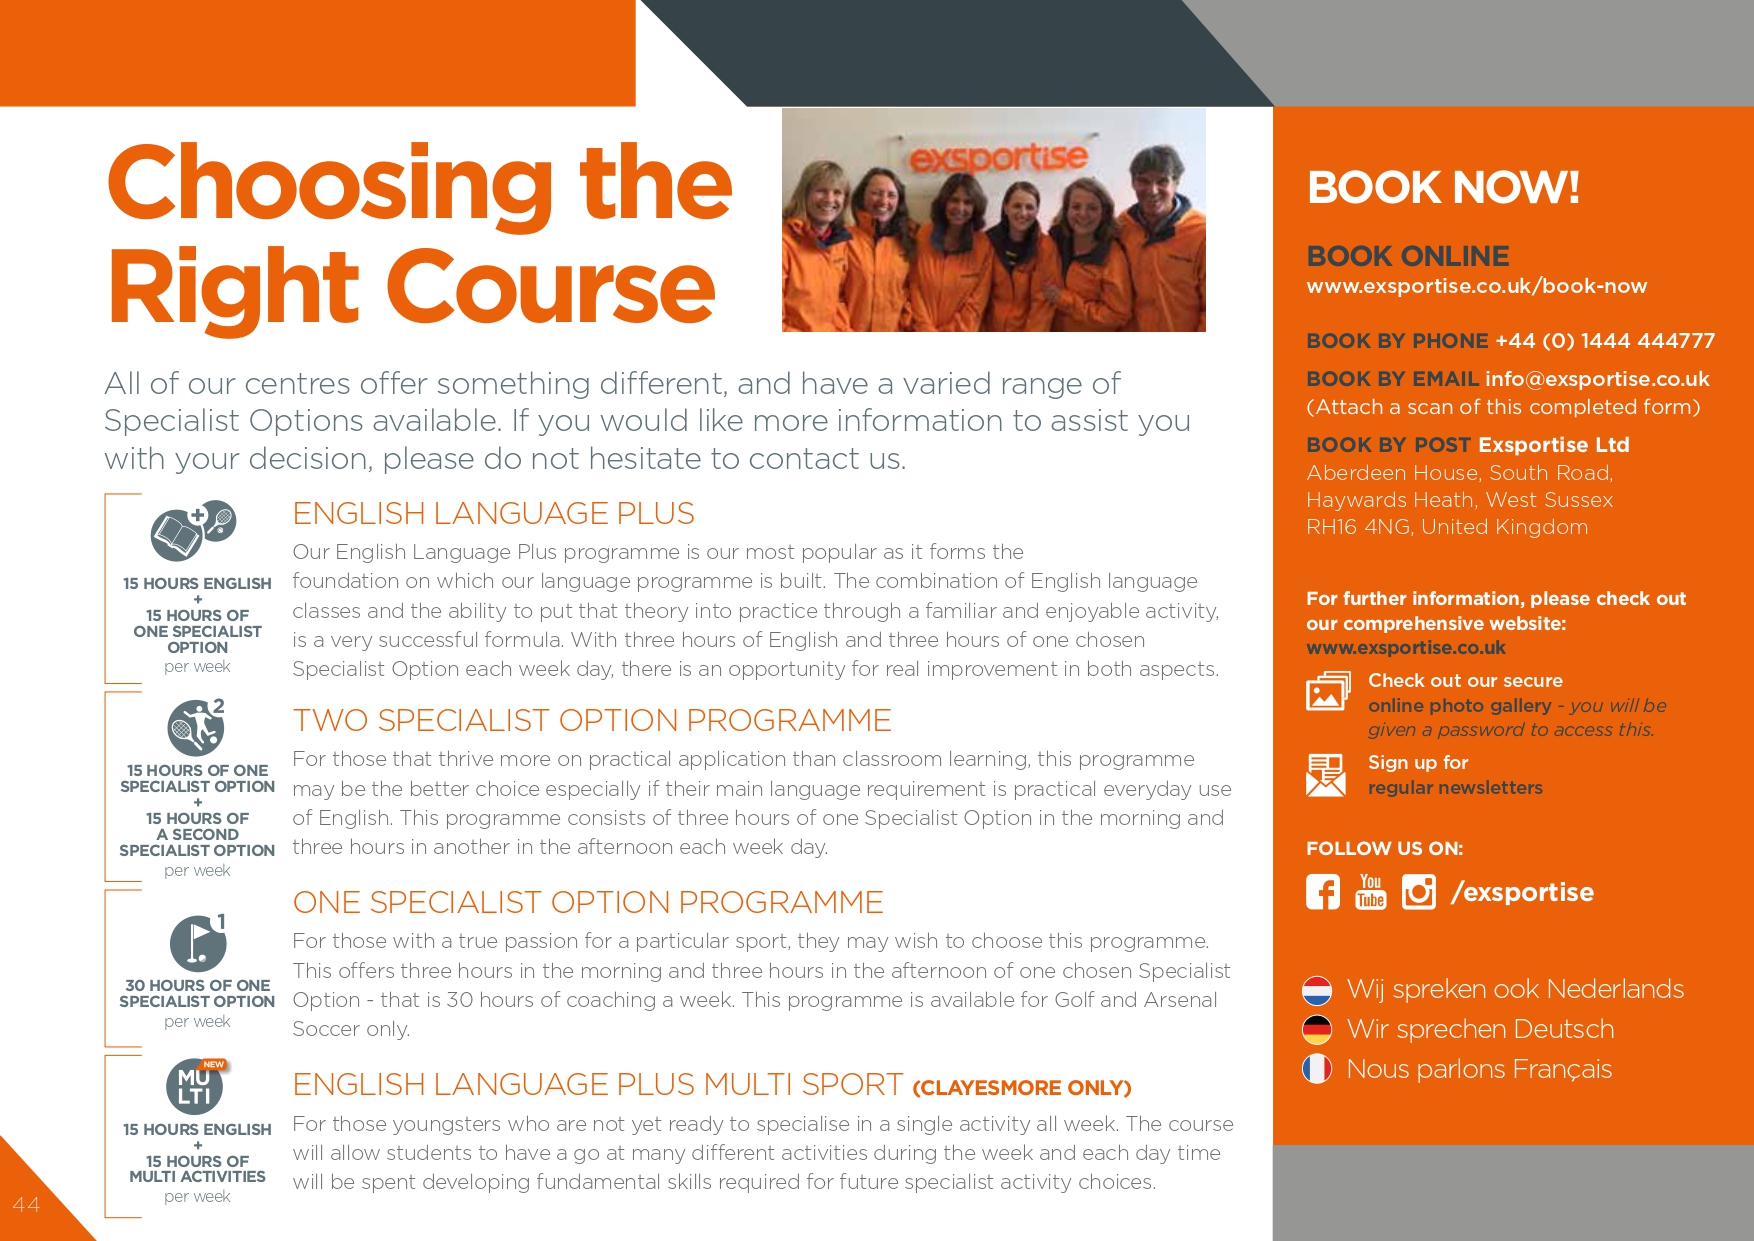 Choosing the
Right Course
exsportise
All of our centres offer something different, and have a varied range of
Specialist Options available. If you would like more information to assist you
with your decision, please do not hesitate to contact us.
15 HOURS ENGLISH
+
15 HOURS OF
ONE SPECIALIST
OPTION
per week
ENGLISH LANGUAGE PLUS
Our English Language Plus programme is our most popular as it forms the
foundation on which our language programme is built. The combination of English language
classes and the ability to put that theory into practice through a familiar and enjoyable activity,
is a very successful formula. With three hours of English and three hours of one chosen
Specialist Option each week day, there is an opportunity for real improvement in both aspects.
2
15 HOURS OF ONE
SPECIALIST OPTION
+
15 HOURS OF
A SECOND
SPECIALIST OPTION
per week
TWO SPECIALIST OPTION PROGRAMME
For those that thrive more on practical application than classroom learning, this programme
may be the better choice especially if their main language requirement is practical everyday use
of English. This programme consists of three hours of one Specialist Option in the morning and
three hours in another in the afternoon each week day.
1
30 HOURS OF ONE
SPECIALIST OPTION
per week
ONE SPECIALIST OPTION PROGRAMME
For those with a true passion for a particular sport, they may wish to choose this programme.
This offers three hours in the morning and three hours in the afternoon of one chosen Specialist
Option - that is 30 hours of coaching a week. This programme is available for Golf and Arsenal
Soccer only.
NEW
MU
LTI
15 HOURS ENGLISH
+
15 HOURS OF
MULTI ACTIVITIES
per week
ENGLISH LANGUAGE PLUS MULTI SPORT (CLAYESMORE ONLY)
For those youngsters who are not yet ready to specialise in a single activity all week. The course
will allow students to have a go at many different activities during the week and each day time
will be spent developing fundamental skills required for future specialist activity choices.
44
BOOK NOW!
BOOK ONLINE
www.exsportise.co.uk/book-now
BOOK BY PHONE +44 (0) 1444 444777
BOOK BY EMAIL info@exsportise.co.uk
(Attach a scan of this completed form)
BOOK BY POST Exsportise Ltd
Aberdeen House, South Road,
Haywards Heath, West Sussex
RH16 4NG, United Kingdom
For further information, please check out
our comprehensive website:
www.exsportise.co.uk
Check out our secure
online photo gallery - you will be
given a password to access this.
Sign up for
regular newsletters
FOLLOW US ON:
You
Tube
/exsportise
Wij spreken ook Nederlands
Wir sprechen Deutsch
Nous parlons Français